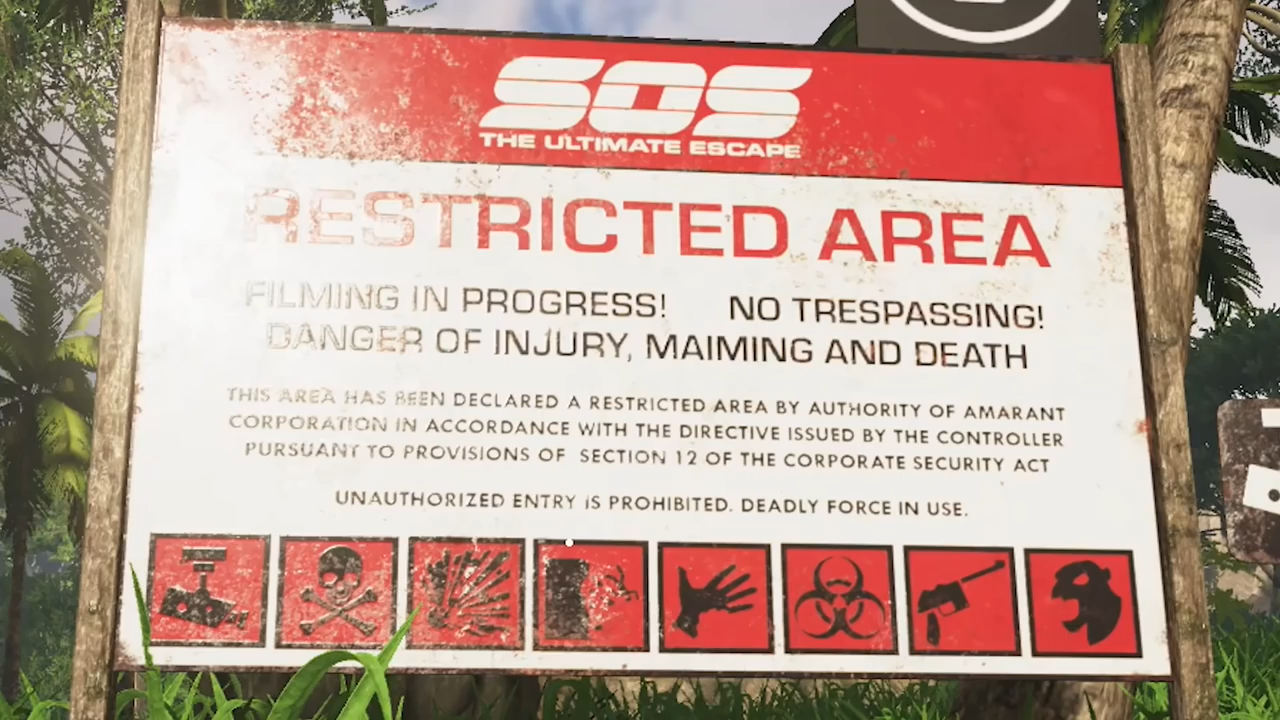 SOS
THE ULTIMATE ESCAPE
RESTRICTED AREA
FILMING IN PROGRESS! NO TRESPASSING!
DANGER OF INJURY, MAIMING AND DEATH
THIS AREA HAS BEEN DECLARED A RESTRICTED AREA BY AUTHORITY OF AMARANT
CORPORATION IN ACCORDANCE WITH THE DIRECTIVE ISSUED BY THE CONTROLLER
PURSUANT TO PROVISIONS OF SECTION 12 OF THE CORPORATE SECURITY ACT
UNAUTHORIZED ENTRY IS PROHIBITED. DEADLY FORCE IN USE.